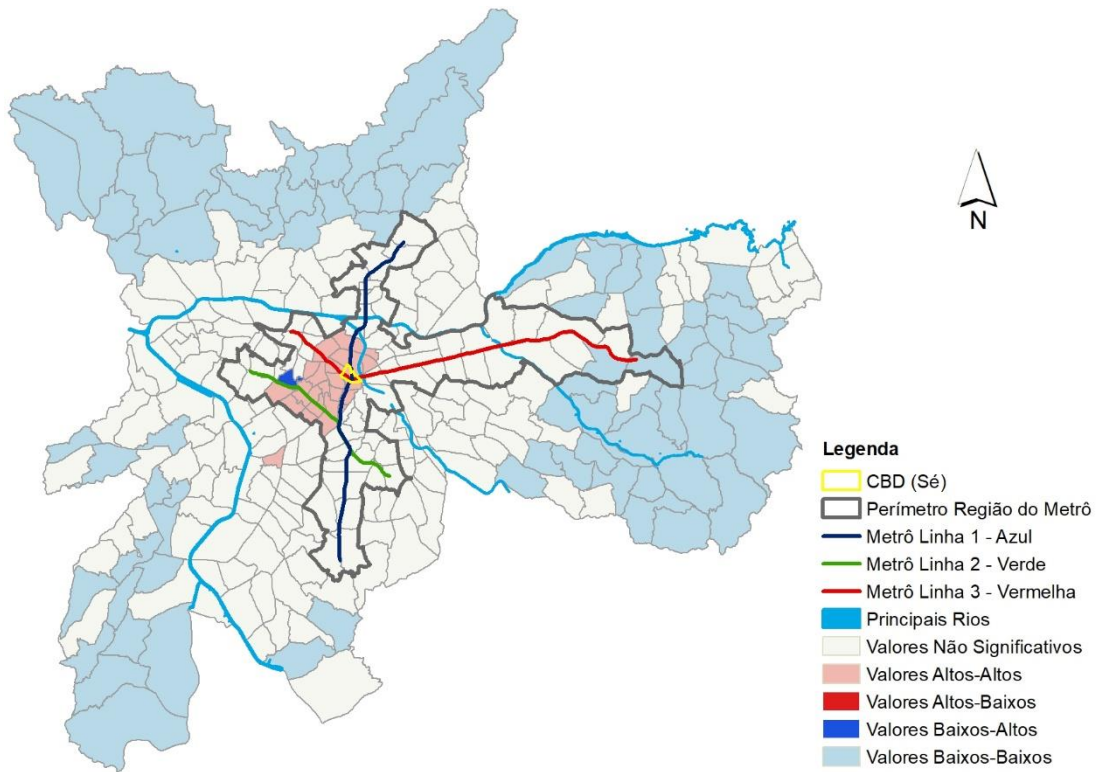 N
Legenda
CBD (Sé)
Perímetro Região do Metrô
Metrô Linha 1 - Azul
Metrô Linha 2 - Verde
Metrô Linha 3 - Vermelha
Principais Rios
Valores Não Significativos
Valores Altos-Altos
Valores Altos-Baixos
Valores Baixos-Altos
Valores Baixos-Baixos